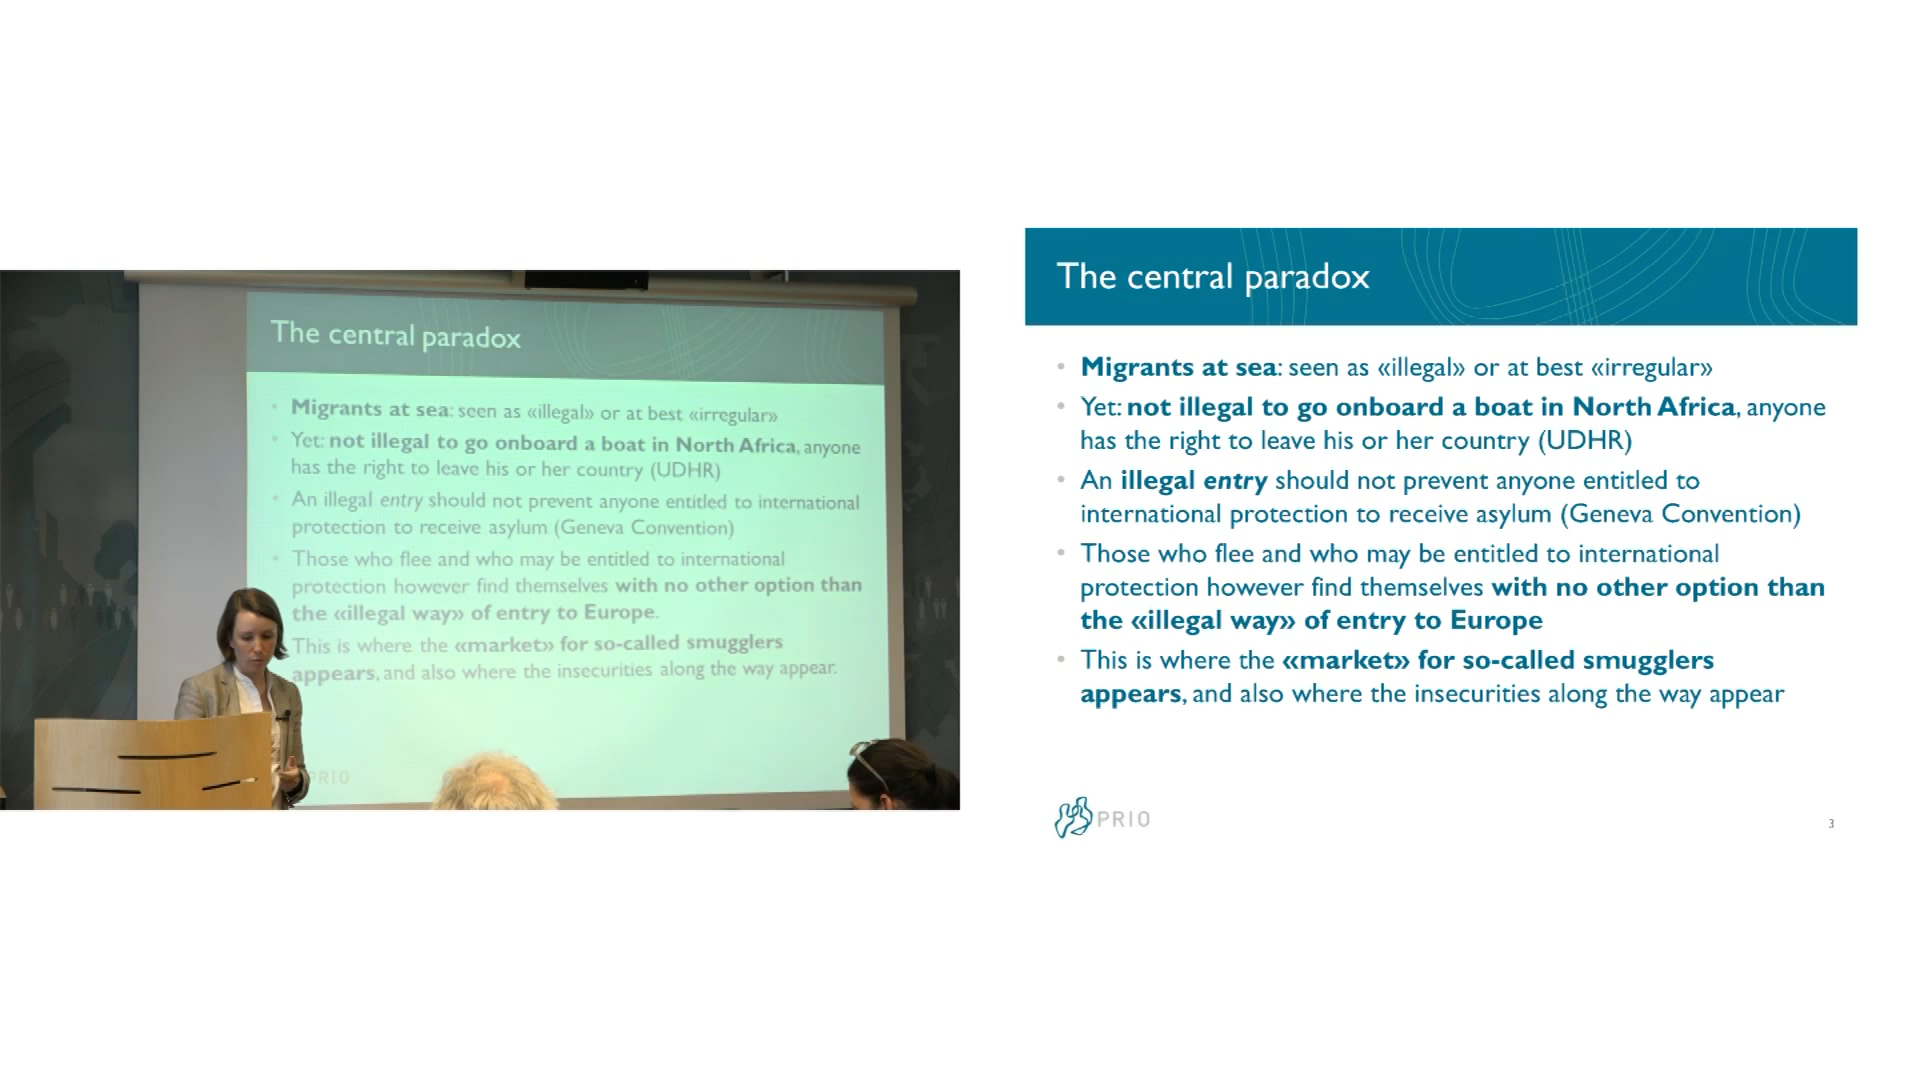 The central paradox
• Migrants at sea: seen as «illegal» or at best «irregular»
• Yet: not illegal to go onboard a boat in North Africa, anyone
has the right to leave his or her country (UDHR)
• An illegal entry should not prevent anyone entitled to international
protection to receive asylum (Geneva Convention)
• Those who flee and who may be entitled to international
protection however find themselves with no other option than
the «illegal way» of entry to Europe.
This is where the «market» for so-called smugglers
appears, and also where the insecurities along the way appear.
PRIO
The central paradox
• Migrants at sea: seen as «illegal» or at best «irregular»
• Yet: not illegal to go onboard a boat in North Africa, anyone
has the right to leave his or her country (UDHR)
• An illegal entry should not prevent anyone entitled to
international protection to receive asylum (Geneva Convention)
• Those who flee and who may be entitled to international
protection however find themselves with no other option than
the «illegal way» of entry to Europe
• This is where the «market» for so-called smugglers
appears, and also where the insecurities along the way appear
PRIO
3